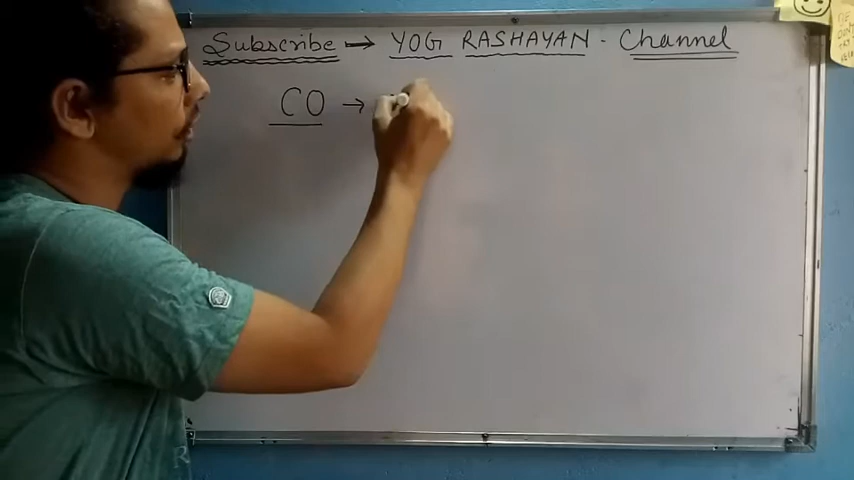 Subscribe → YOG RASHAYAN - Channel
CO →